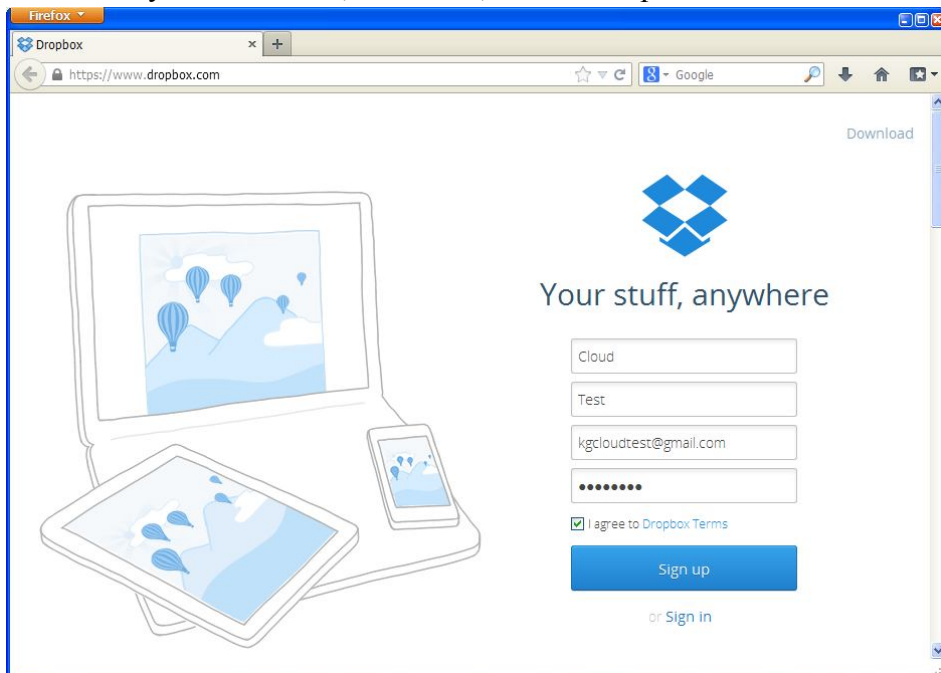 Firefox
Dropbox × +
https://www.dropbox.com
Google
Download
Your stuff, anywhere
Cloud
Test
kgcloudtest@gmail.com
••••••••
I agree to Dropbox Terms
Sign up
or Sign in